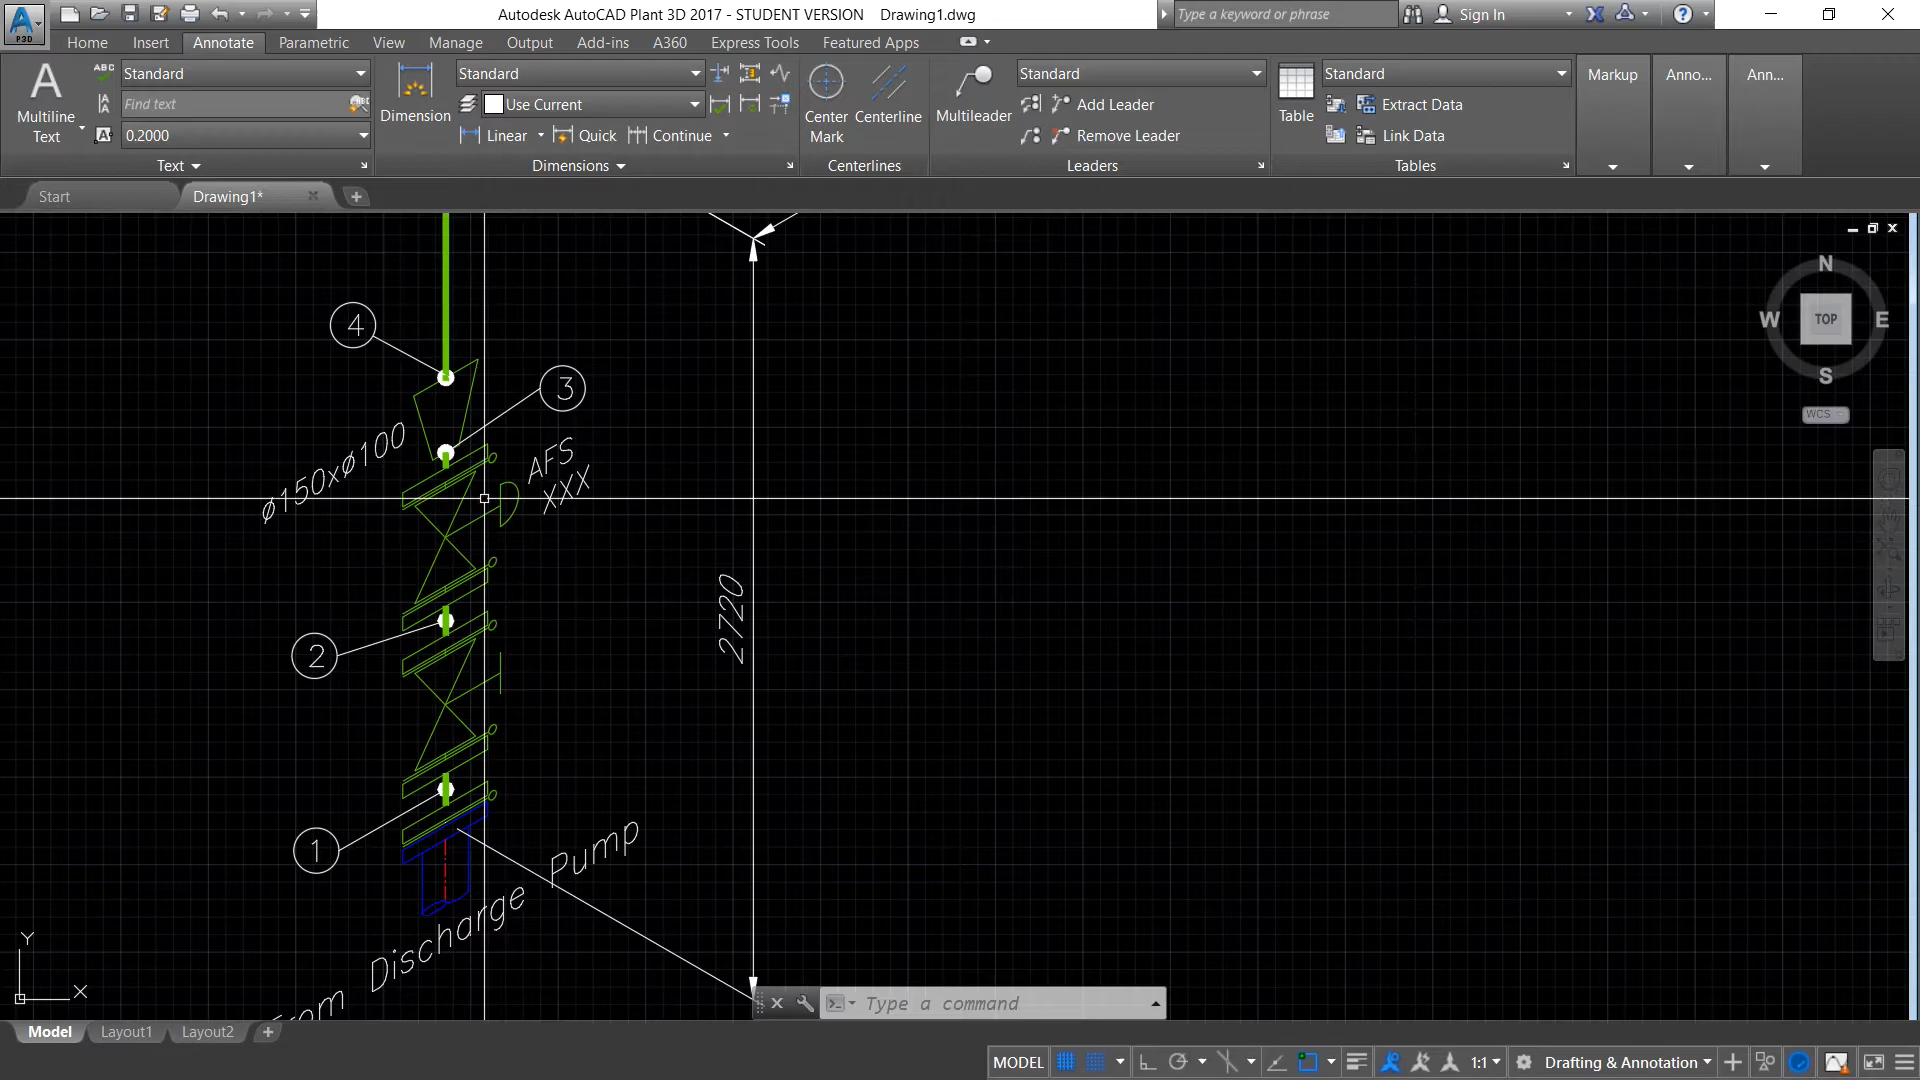 Autodesk AutoCAD Plant 3D 2017 - STUDENT VERSION Drawing1.dwg
Type a keyword or phrase
Sign In
P3D
Home Insert Annotate Parametric View Manage Output Add-ins A360 Express Tools Featured Apps
Multiline Text
ABC
Standard
Find text
0.2000
Text
Dimension
Standard
Use Current
Linear Quick Continue
Dimensions
Center Mark
Centerline
Centerlines
Multileader
Standard
Add Leader
Remove Leader
Leaders
Table
Standard
Extract Data
Link Data
Tables
Markup
Anno...
Ann...
Start
Drawing1*
N
W TOP E
S
WCS
4
3
ø150xø100
AFS
XXX
2
2720
1
From Discharge Pump
Y
X
Type a command
Model Layout1 Layout2
MODEL
1:1
Drafting & Annotation